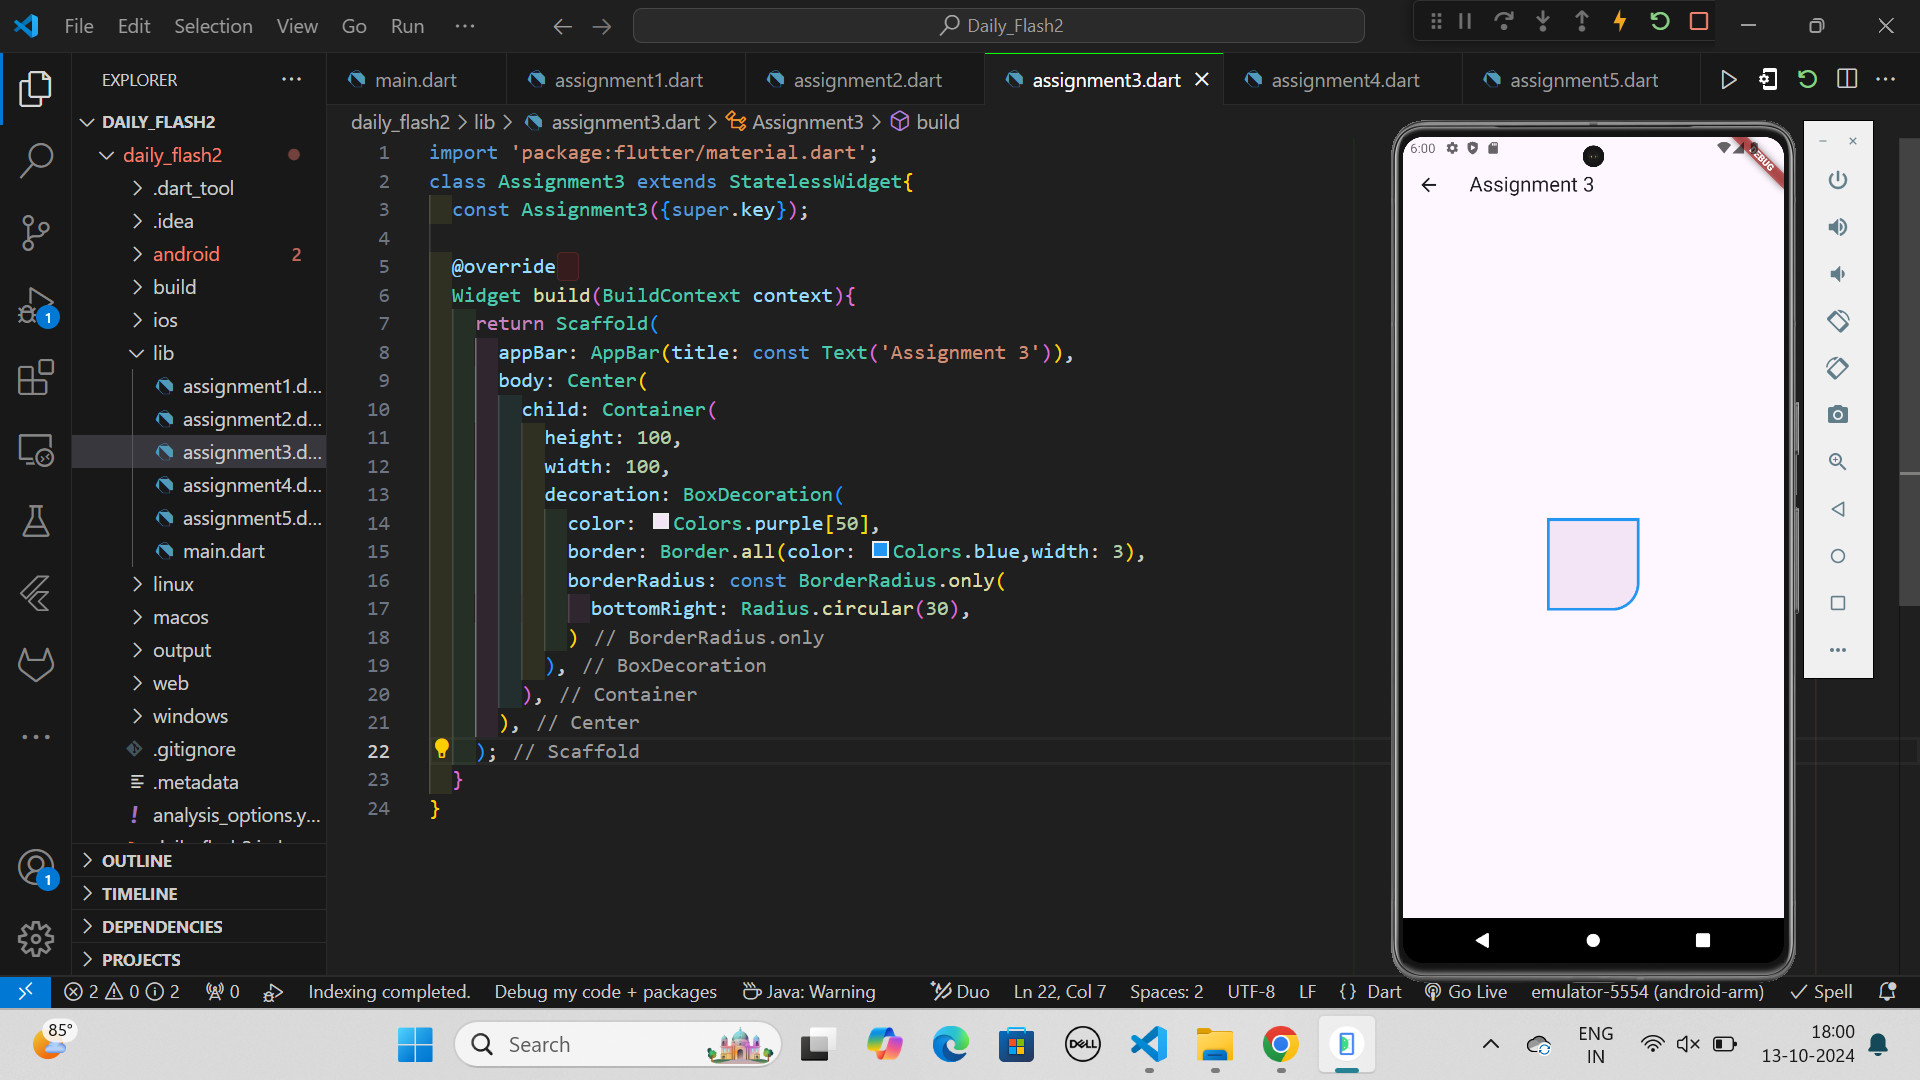 File Edit Selection View Go Run ··· Daily_Flash2
EXPLORER
main.dart assignment1.dart assignment2.dart assignment3.dart assignment4.dart assignment5.dart
DAILY_FLASH2
daily_flash2
.dart_tool
.idea
android 2
build
ios
lib
assignment1.d...
assignment2.d...
assignment3.d...
assignment4.d...
assignment5.d...
main.dart
linux
macos
output
web
windows
.gitignore
.metadata
analysis_options.y...
OUTLINE
TIMELINE
DEPENDENCIES
PROJECTS
1
1
daily_flash2 > lib > assignment3.dart > Assignment3 > build
1 import 'package:flutter/material.dart';
2 class Assignment3 extends StatelessWidget{
3 const Assignment3({super.key});
4
5 @override
6 Widget build(BuildContext context){
7 return Scaffold(
8 appBar: AppBar(title: const Text('Assignment 3')),
9 body: Center(
10 child: Container(
11 height: 100,
12 width: 100,
13 decoration: BoxDecoration(
14 color: Colors.purple[50],
15 border: Border.all(color: Colors.blue,width: 3),
16 borderRadius: const BorderRadius.only(
17 bottomRight: Radius.circular(30),
18 ) // BorderRadius.only
19 ), // BoxDecoration
20 ), // Container
21 ), // Center
22 ); // Scaffold
23 }
24 }
6:00
DEBUG
Assignment 3
2 0 2 0 Indexing completed. Debug my code + packages Java: Warning Duo Ln 22, Col 7 Spaces: 2 UTF-8 LF {} Dart Go Live emulator-5554 (android-arm) Spell
85°
Search
DELL
ENG
IN
18:00
13-10-2024